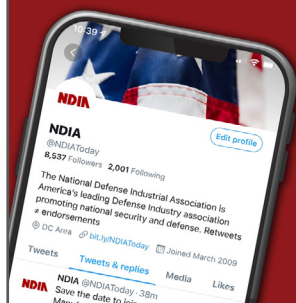 10:39
NDIA
NDIA
Edit profile
@NDIAToday
8,537 Followers 2,001 Following
The National Defense Industrial Association is
America's leading Defense Industry association
promoting national security and defense. Retweets
≠ endorsements
DC Area bit.ly/NDIAToday Joined March 2009
Tweets Tweets & replies Media Likes
NDIA NDIA @NDIAToday · 38m
Save the date to join